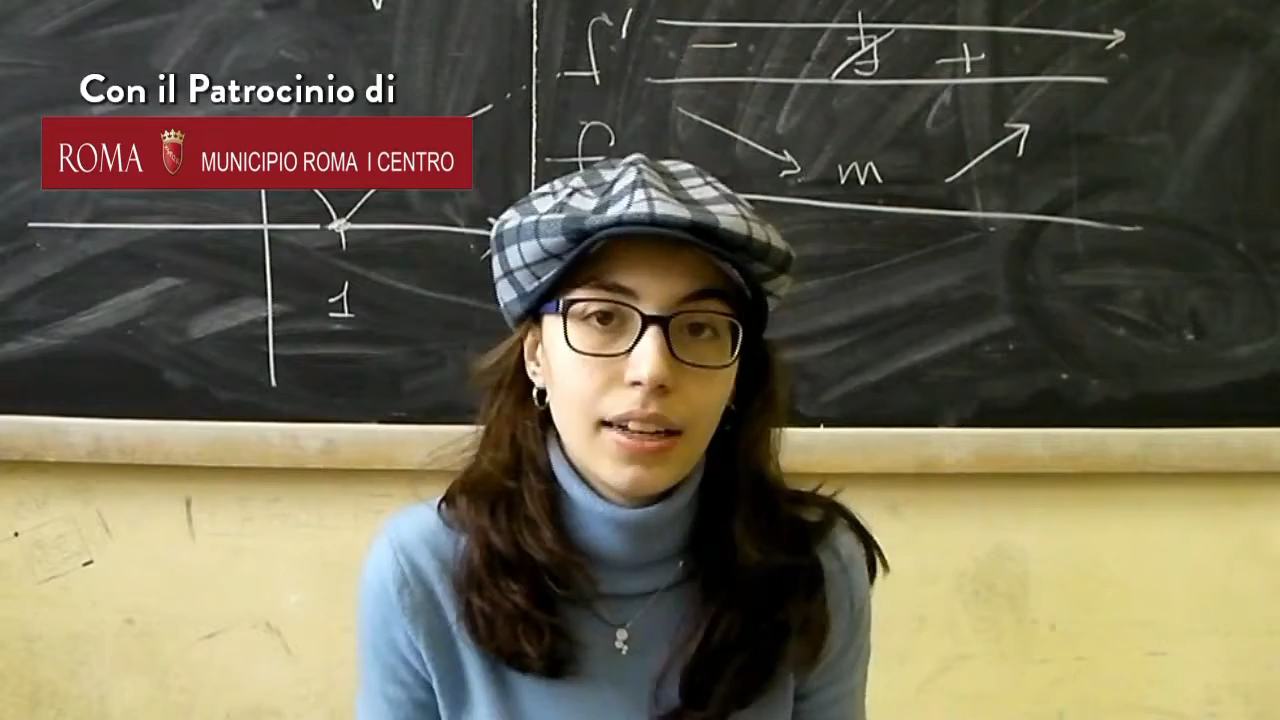 Con il Patrocinio di
ROMA MUNICIPIO ROMA I CENTRO
f' − +
f m
1